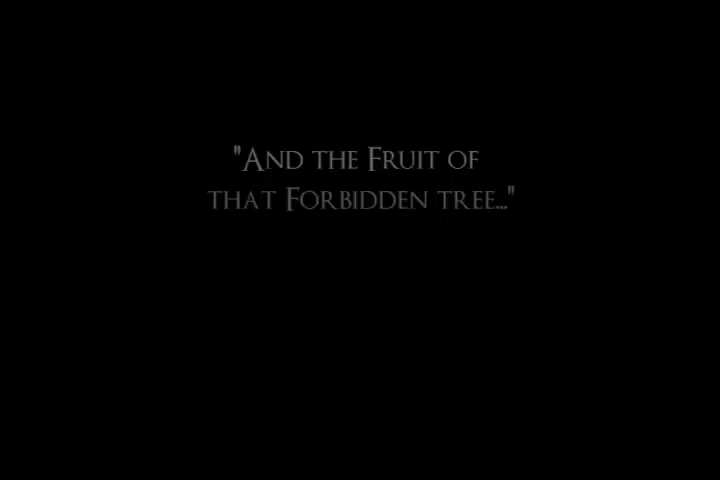 "And the Fruit of
that Forbidden tree..."